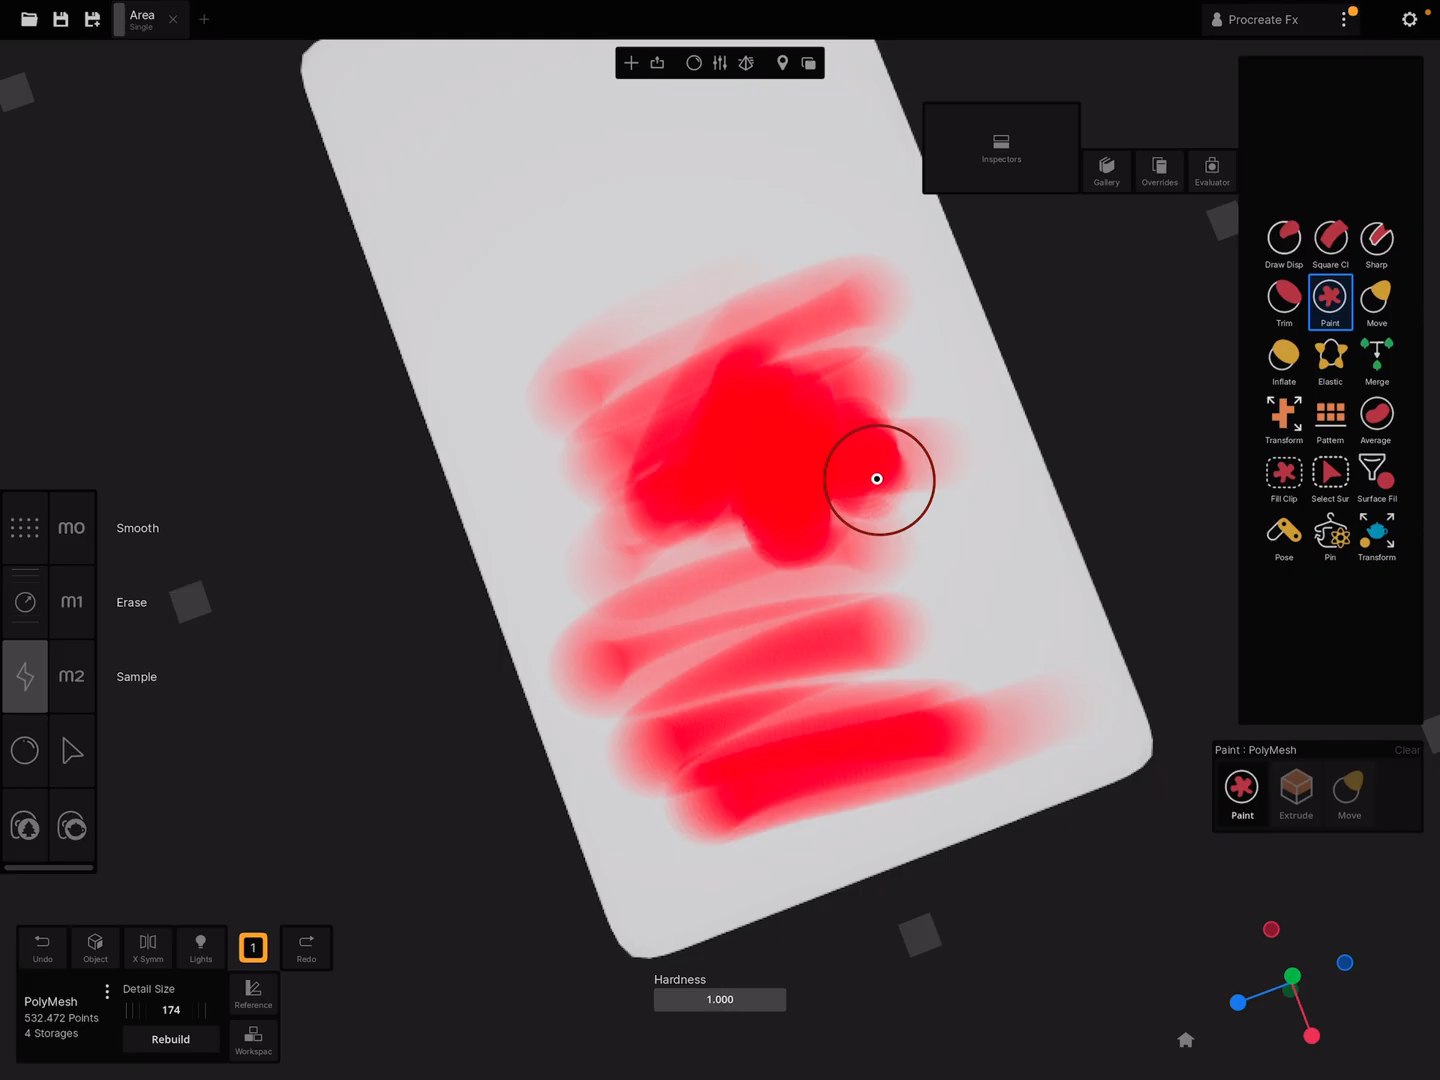 Area
Single
Procreate Fx
Inspectors
Gallery
Overrides
Evaluator
Draw Disp
Square Cl
Sharp
Trim
Paint
Move
Inflate
Elastic
Merge
Transform
Pattern
Average
Fill Clip
Select Sur
Surface Fil
Pose
Pin
Transform
m0
Smooth
m1
Erase
m2
Sample
Paint : PolyMesh
Clear
Paint
Extrude
Move
Undo
Object
X Symm
Lights
1
Redo
PolyMesh
532.472 Points
4 Storages
Detail Size
174
Rebuild
Reference
Workspac
Hardness
1.000